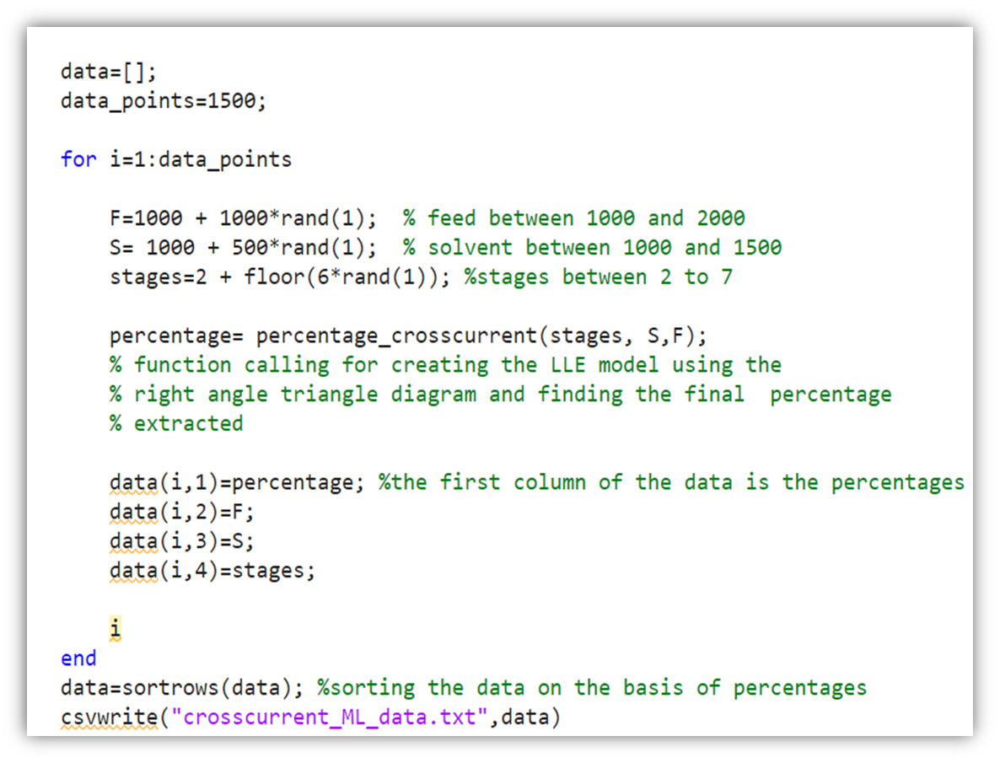 data=[];
data_points=1500;
for i=1:data_points
F=1000 + 1000*rand(1);  % feed between 1000 and 2000
S= 1000 + 500*rand(1);  % solvent between 1000 and 1500
stages=2 + floor(6*rand(1)); %stages between 2 to 7
percentage= percentage_crosscurrent(stages, S,F);
% function calling for creating the LLE model using the
% right angle triangle diagram and finding the final  percentage
% extracted
data(i,1)=percentage; %the first column of the data is the percentages
data(i,2)=F;
data(i,3)=S;
data(i,4)=stages;
i
end
data=sortrows(data); %sorting the data on the basis of percentages
csvwrite("crosscurrent_ML_data.txt",data)